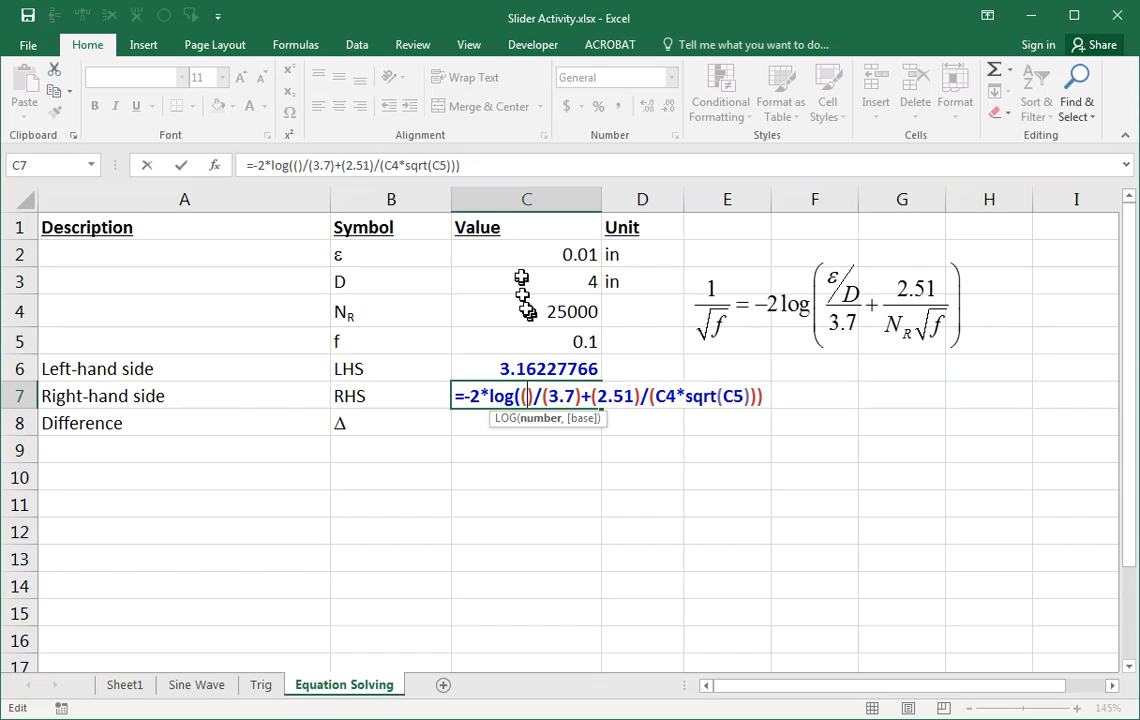 Slider Activity.xlsx - Excel
File Home Insert Page Layout Formulas Data Review View Developer ACROBAT Tell me what you want to do... Sign in Share
Paste
11
B I U
Wrap Text
Merge & Center
General
$ % ,
Conditional Formatting
Format as Table
Cell Styles
Insert
Delete
Format
Sort & Filter
Find & Select
Clipboard Font Alignment Number Styles Cells Editing
C7 fx =-2*log(()/(3.7)+(2.51)/(C4*sqrt(C5)))
A B C D E F G H I
1 Description Symbol Value Unit
2 ε 0.01 in
3 D 4 in
4 NR 25000
5 f 0.1
6 Left-hand side LHS 3.16227766
7 Right-hand side RHS =-2*log(()/(3.7)+(2.51)/(C4*sqrt(C5)))
LOG(number, [base])
8 Difference Δ
1/√f = −2 log((ε/D)/3.7 + 2.51/(NR√f))
9
10
11
12
13
14
15
16
17
Sheet1 Sine Wave Trig Equation Solving
Edit 145%